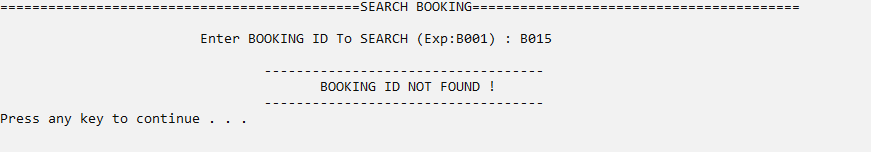 =============================================SEARCH BOOKING=========================================
Enter BOOKING ID To SEARCH (Exp:B001) : B015
-----------------------------------
BOOKING ID NOT FOUND !
-----------------------------------
Press any key to continue . . .